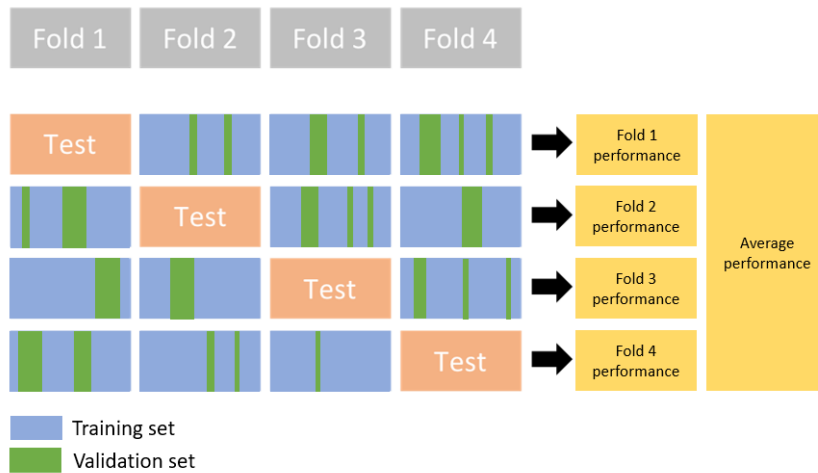 Fold 1 Fold 2 Fold 3 Fold 4
Test
Fold 1
performance
Test
Fold 2
performance
Average
performance
Test
Fold 3
performance
Test
Fold 4
performance
Training set
Validation set